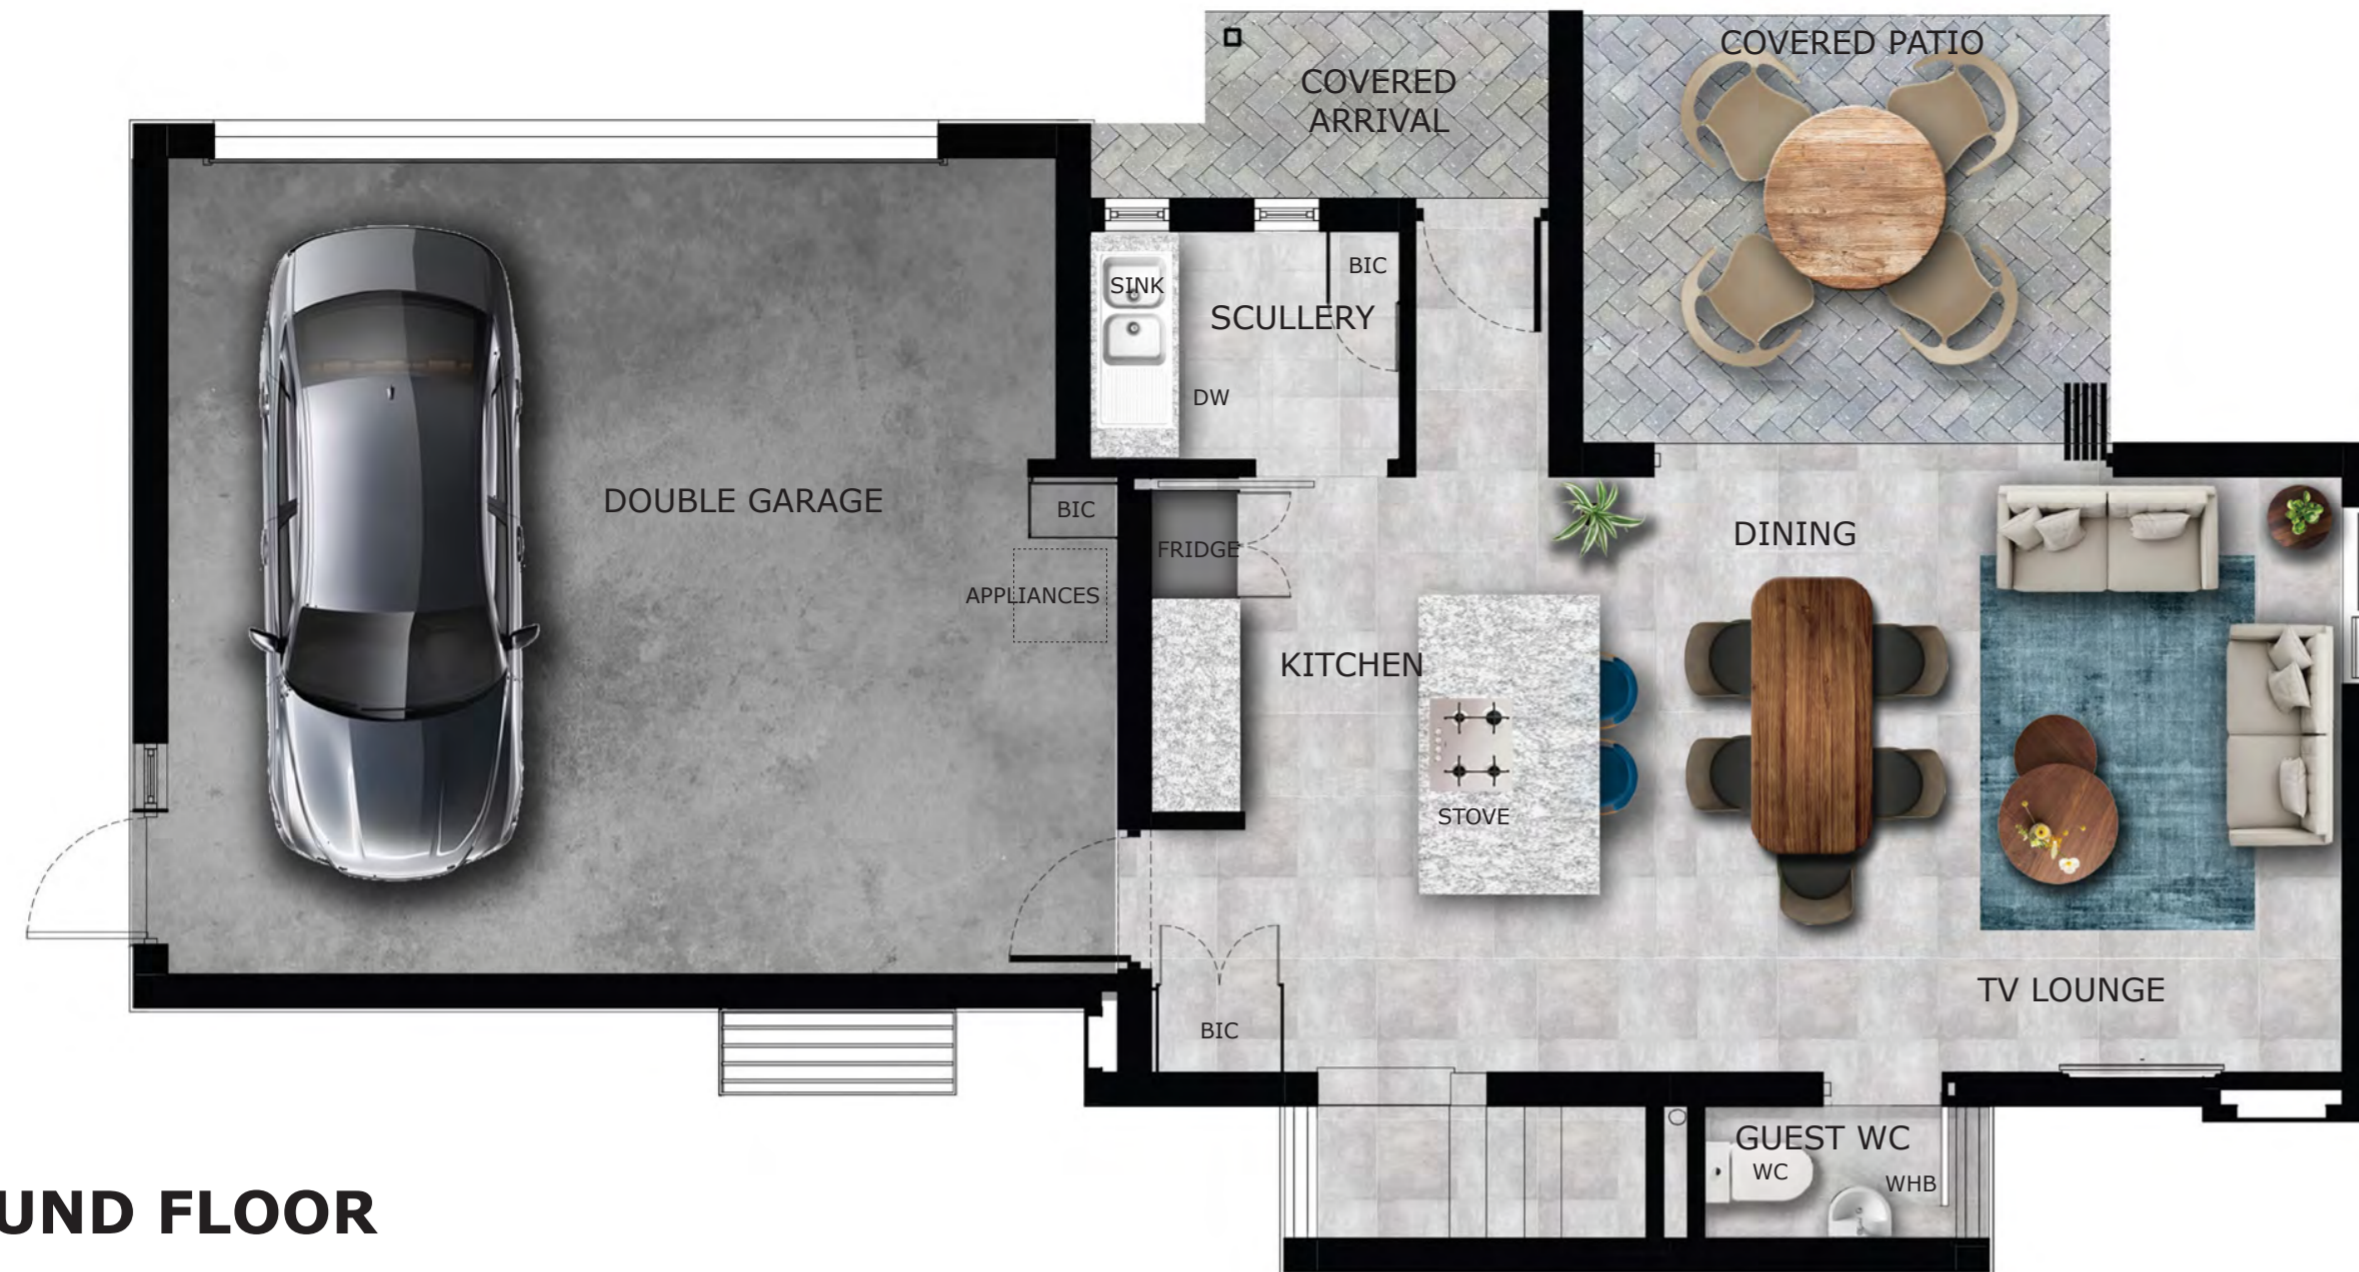 COVERED PATIO
COVERED
ARRIVAL
SINK
BIC
SCULLERY
DW
DOUBLE GARAGE
BIC
FRIDGE
DINING
APPLIANCES
KITCHEN
STOVE
TV LOUNGE
BIC
GUEST WC
WC
WHB
UND FLOOR